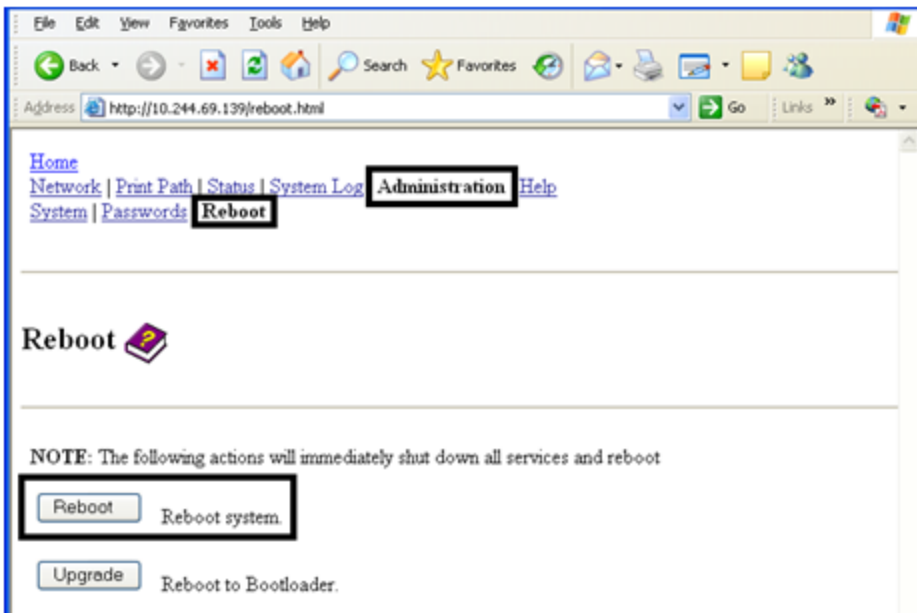 File Edit View Favorites Tools Help
Back Search Favorites
Address http://10.244.69.139/reboot.html Go Links »
Home
Network | Print Path | Status | System Log Administration Help
System | Passwords Reboot
Reboot ?
NOTE: The following actions will immediately shut down all services and reboot
Reboot Reboot system.
Upgrade Reboot to Bootloader.